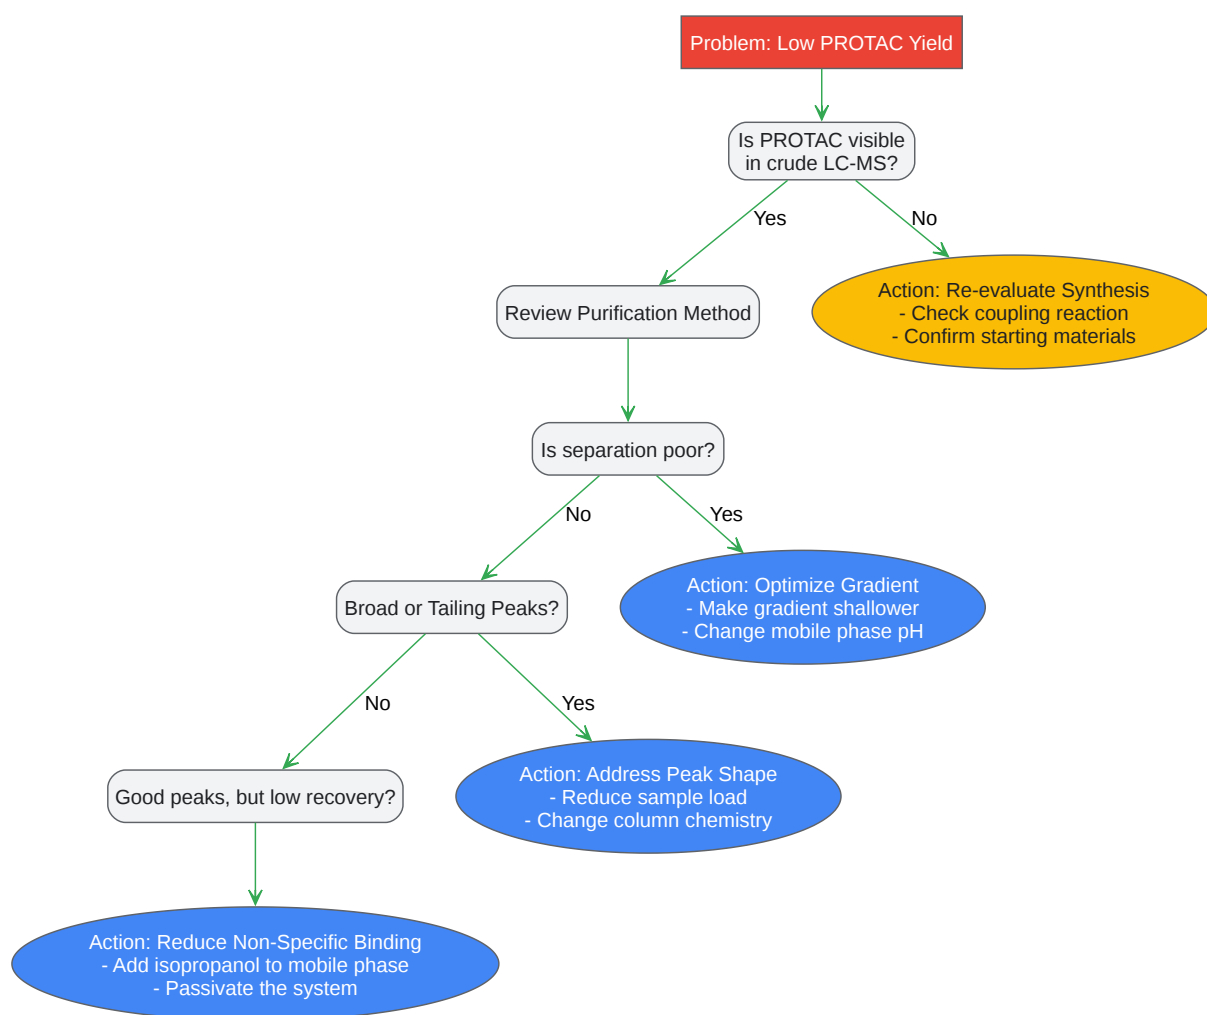 Problem: Low PROTAC Yield
Is PROTAC visible
in crude LC-MS?
Yes
No
Action: Re-evaluate Synthesis
- Check coupling reaction
- Confirm starting materials
Review Purification Method
Is separation poor?
No
Yes
Action: Optimize Gradient
- Make gradient shallower
- Change mobile phase pH
Broad or Tailing Peaks?
No
Yes
Action: Address Peak Shape
- Reduce sample load
- Change column chemistry
Good peaks, but low recovery?
Action: Reduce Non-Specific Binding
- Add isopropanol to mobile phase
- Passivate the system